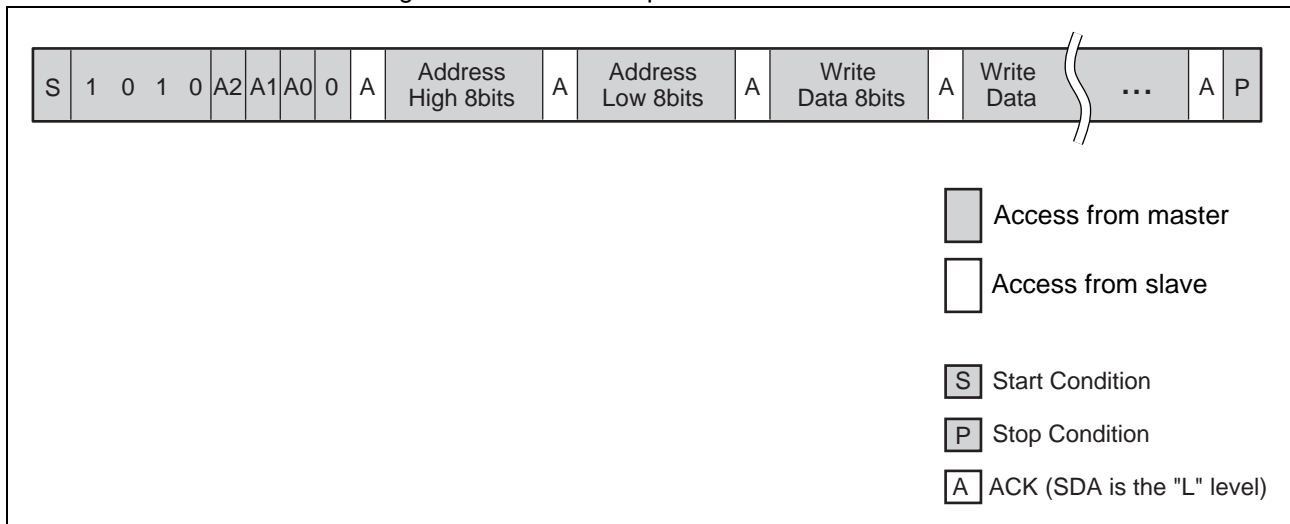 S 1 0 1 0 A2 A1 A0 0 A Address High 8bits A Address Low 8bits A Write Data 8bits A Write Data ... A P
Access from master
Access from slave
S Start Condition
P Stop Condition
A ACK (SDA is the "L" level)